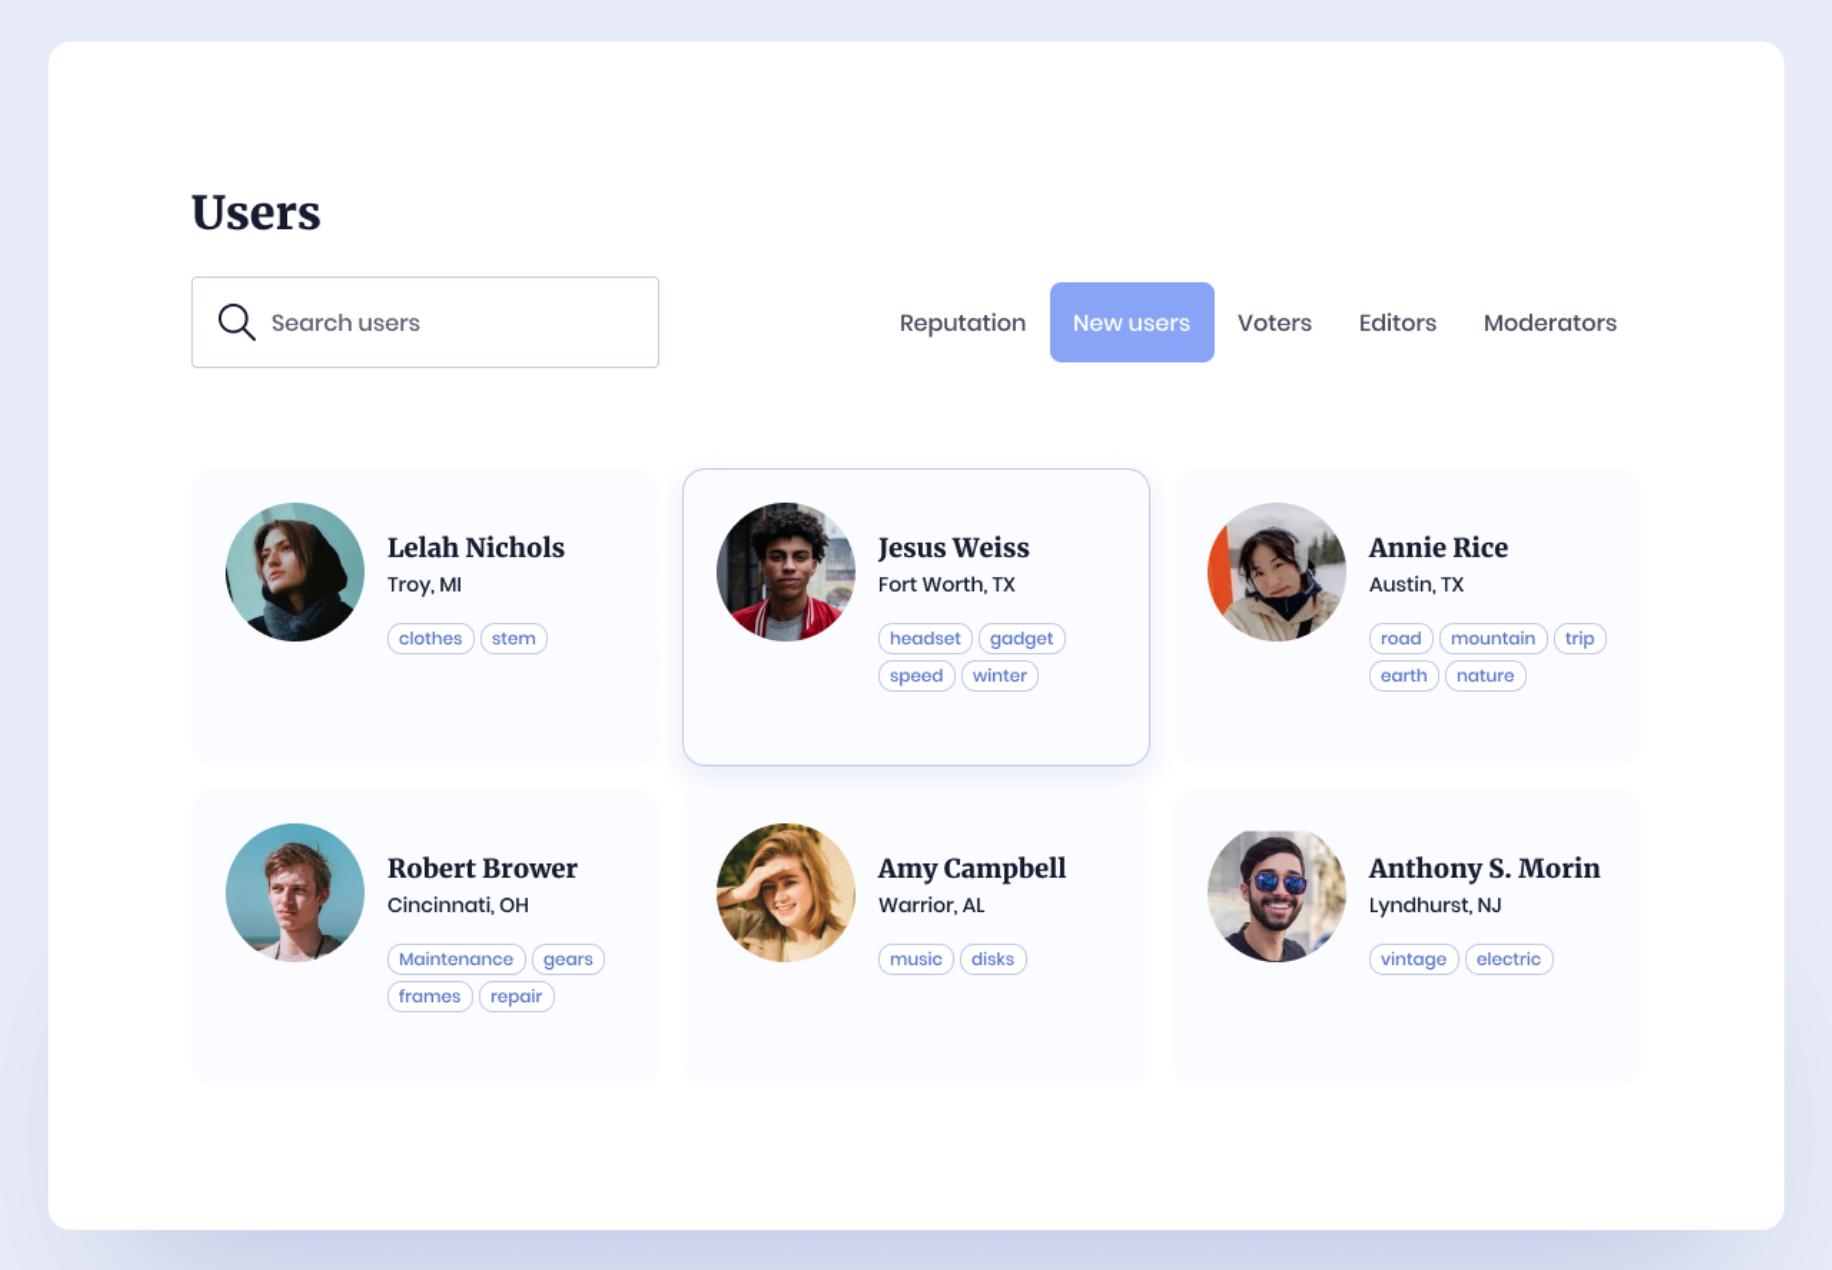 Users
Search users
Reputation New users Voters Editors Moderators
Lelah Nichols
Troy, MI
clothes stem
Jesus Weiss
Fort Worth, TX
headset gadget
speed winter
Annie Rice
Austin, TX
road mountain trip
earth nature
Robert Brower
Cincinnati, OH
Maintenance gears
frames repair
Amy Campbell
Warrior, AL
music disks
Anthony S. Morin
Lyndhurst, NJ
vintage electric